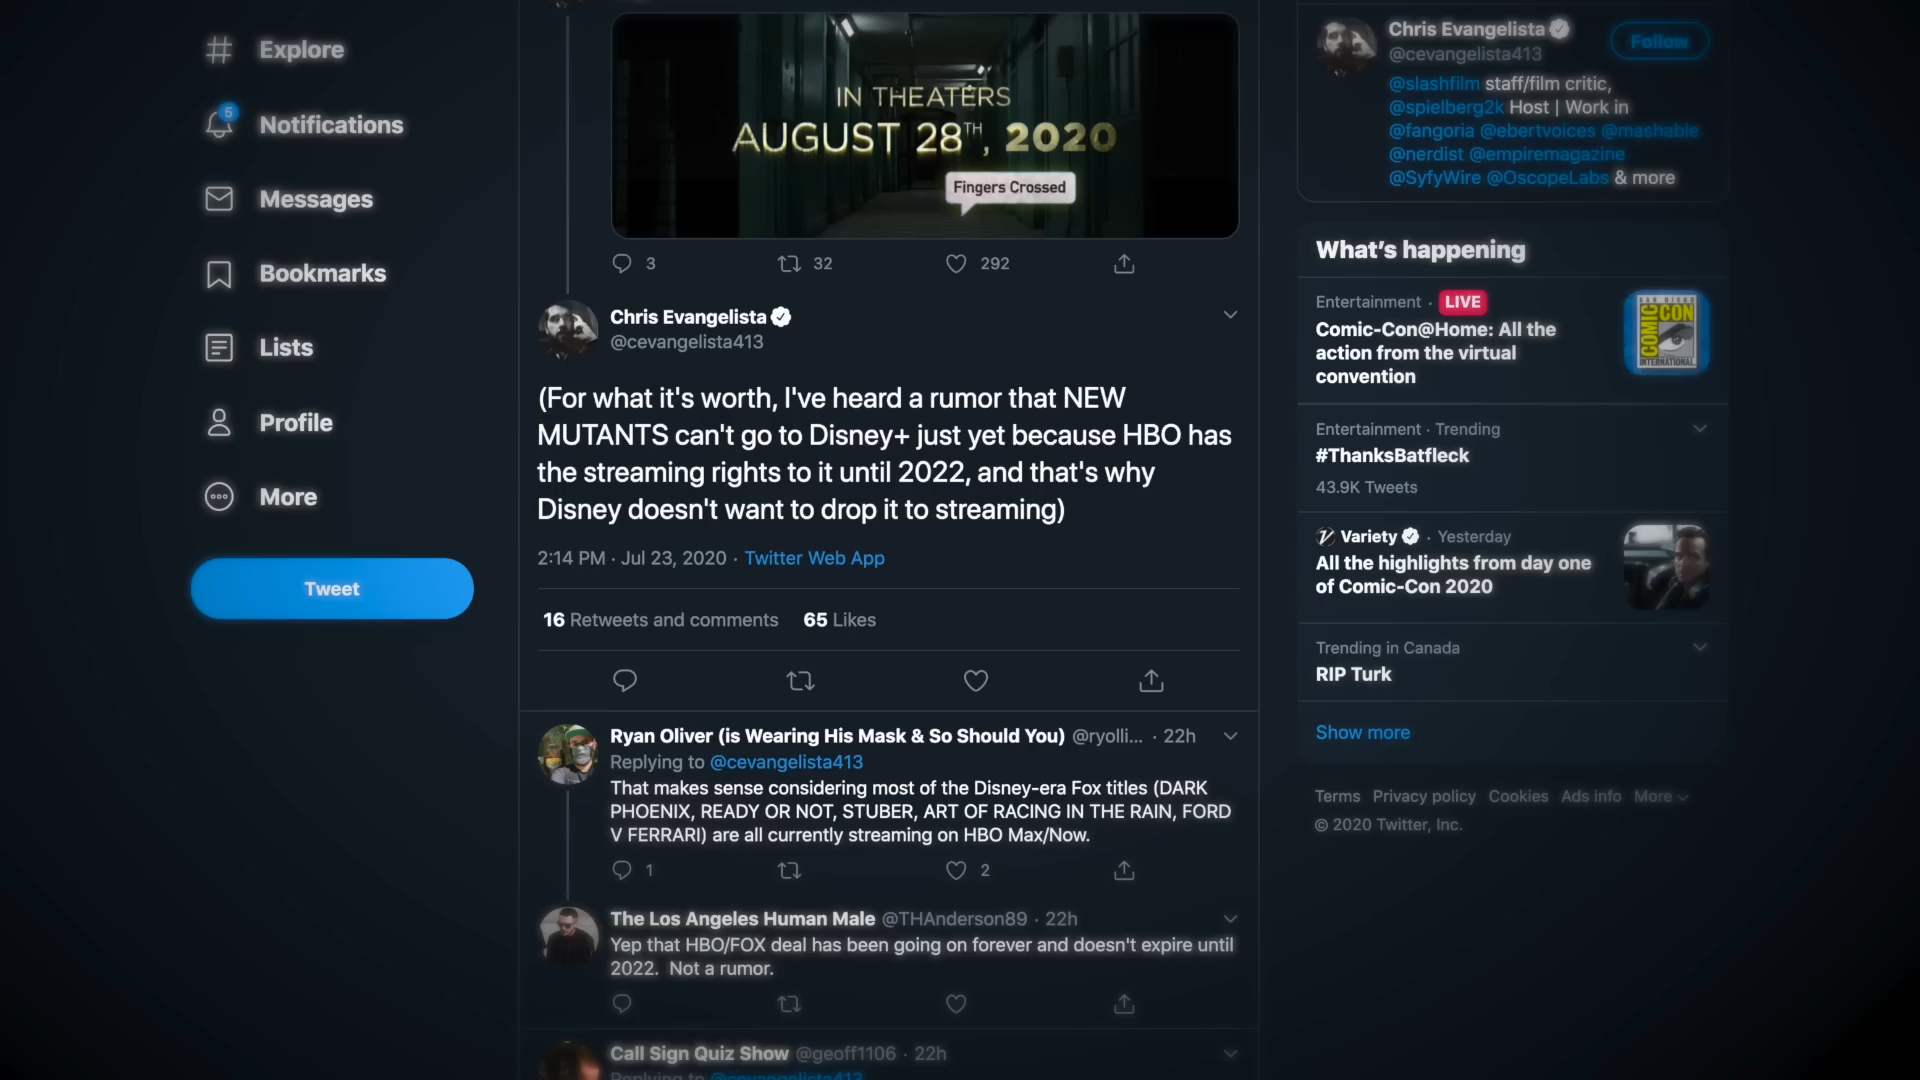 Explore
5
Notifications
Messages
Bookmarks
Lists
Profile
More
Tweet
IN THEATERS
AUGUST 28TH, 2020
Fingers Crossed
3
32
292
Chris Evangelista
@cevangelista413
(For what it's worth, I've heard a rumor that NEW
MUTANTS can't go to Disney+ just yet because HBO has
the streaming rights to it until 2022, and that's why
Disney doesn't want to drop it to streaming)
2:14 PM · Jul 23, 2020 · Twitter Web App
16 Retweets and comments 65 Likes
Ryan Oliver (is Wearing His Mask & So Should You) @ryolli... · 22h
Replying to @cevangelista413
That makes sense considering most of the Disney-era Fox titles (DARK
PHOENIX, READY OR NOT, STUBER, ART OF RACING IN THE RAIN, FORD
V FERRARI) are all currently streaming on HBO Max/Now.
1
2
The Los Angeles Human Male @THAnderson89 · 22h
Yep that HBO/FOX deal has been going on forever and doesn't expire until
2022. Not a rumor.
Call Sign Quiz Show @geoff1106 · 22h
Replying to @cevangelista413
Chris Evangelista
@cevangelista413
Follow
@slashfilm staff/film critic,
@spielberg2k Host | Work in
@fangoria @ebertvoices @mashable
@nerdist @empiremagazine
@SyfyWire @OscopeLabs & more
What's happening
Entertainment · LIVE
Comic-Con@Home: All the
action from the virtual
convention
SAN DIEGO
COMIC CON
INTERNATIONAL
Entertainment · Trending
#ThanksBatfleck
43.9K Tweets
Variety · Yesterday
All the highlights from day one
of Comic-Con 2020
Trending in Canada
RIP Turk
Show more
Terms Privacy policy Cookies Ads info More
© 2020 Twitter, Inc.